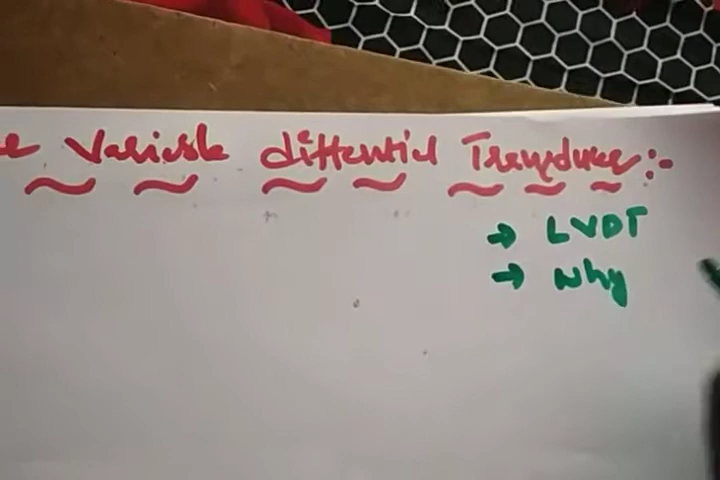 e Variable differential Transducer :-
→ LVDT
→ Why